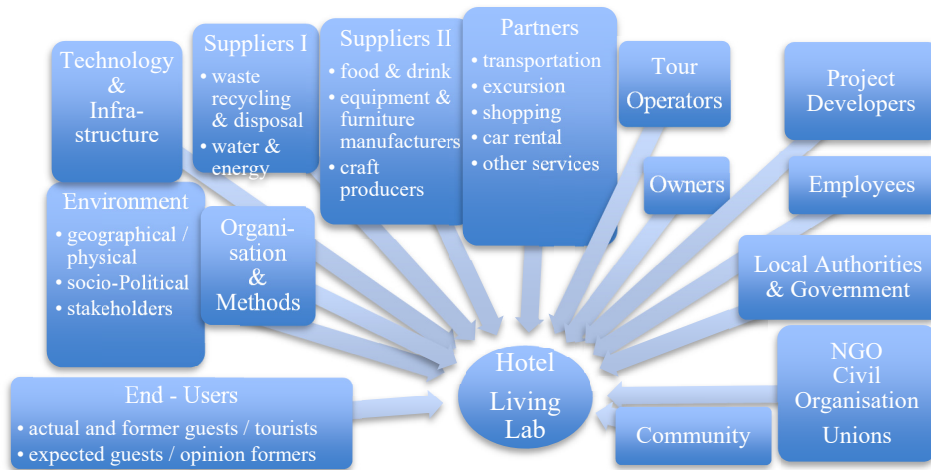 Technology
&
Infra-
structure
Suppliers I
• waste
recycling
& disposal
• water &
energy
Suppliers II
• food & drink
• equipment &
furniture
manufacturers
• craft
producers
Partners
• transportation
• excursion
• shopping
• car rental
• other services
Tour
Operators
Project
Developers
Owners
Employees
Environment
• geographical /
physical
• socio-Political
• stakeholders
Organi-
sation
&
Methods
Local Authorities
& Government
Hotel
Living
Lab
NGO
Civil
Organisation
Unions
End - Users
• actual and former guests / tourists
• expected guests / opinion formers
Community